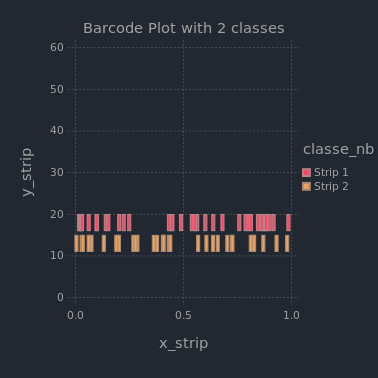 Barcode Plot with 2 classes
60
50
40
30
20
10
0
y_strip
0.0
0.5
1.0
x_strip
classe_nb
Strip 1
Strip 2